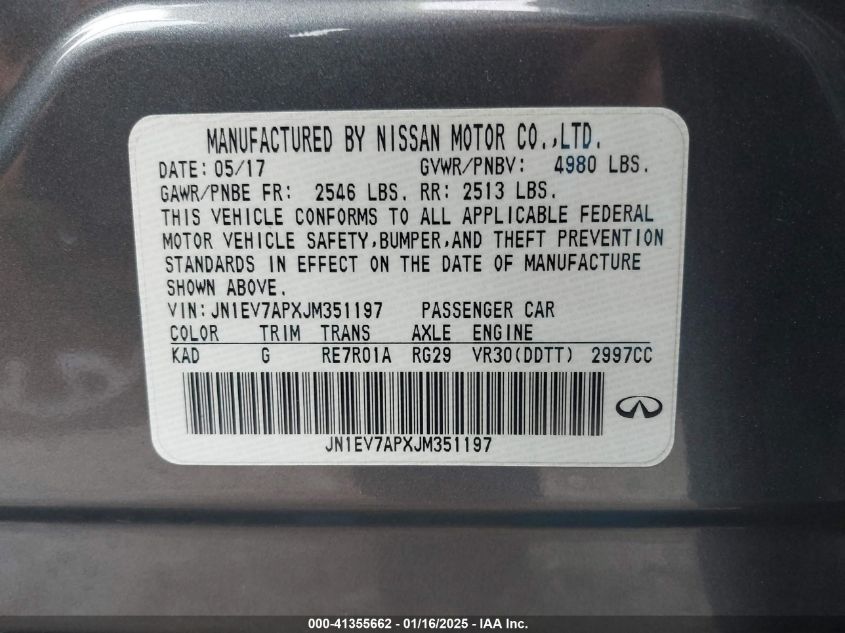 MANUFACTURED BY NISSAN MOTOR CO.,LTD.
DATE: 05/17 GVWR/PNBV: 4980 LBS.
GAWR/PNBE FR: 2546 LBS. RR: 2513 LBS.
THIS VEHICLE CONFORMS TO ALL APPLICABLE FEDERAL
MOTOR VEHICLE SAFETY,BUMPER,AND THEFT PREVENTION
STANDARDS IN EFFECT ON THE DATE OF MANUFACTURE
SHOWN ABOVE.
VIN:JN1EV7APXJM351197 PASSENGER CAR
COLOR TRIM TRANS AXLE ENGINE
KAD G RE7R01A RG29 VR30(DDTT) 2997CC
JN1EV7APXJM351197
000-41355662 - 01/16/2025 - IAA Inc.